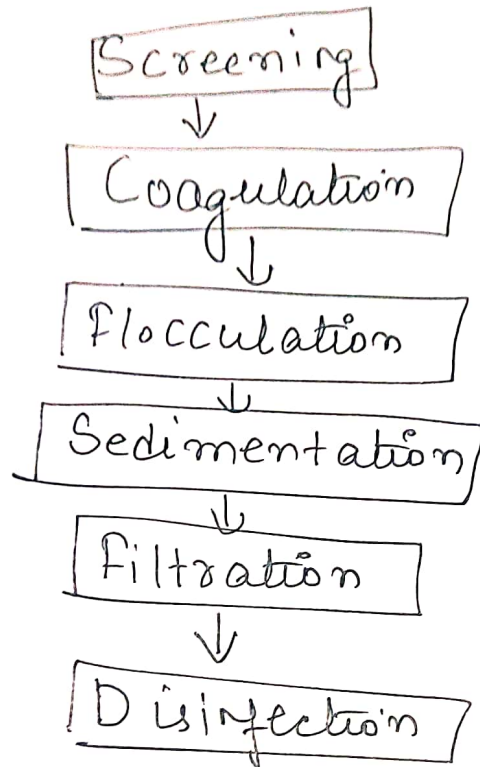 Screening
Coagulation
Flocculation
Sedimentation
Filtration
Disinfection